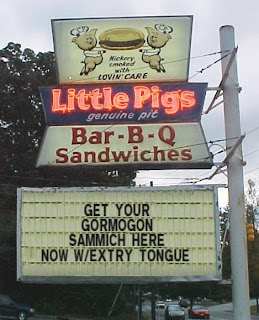 Hickory
smoked
with
LOVIN' CARE
Little Pigs
genuine pit
Bar-B-Q
Sandwiches
GET YOUR
GORMOGON
SAMMICH HERE
NOW W/EXTRY TONGUE